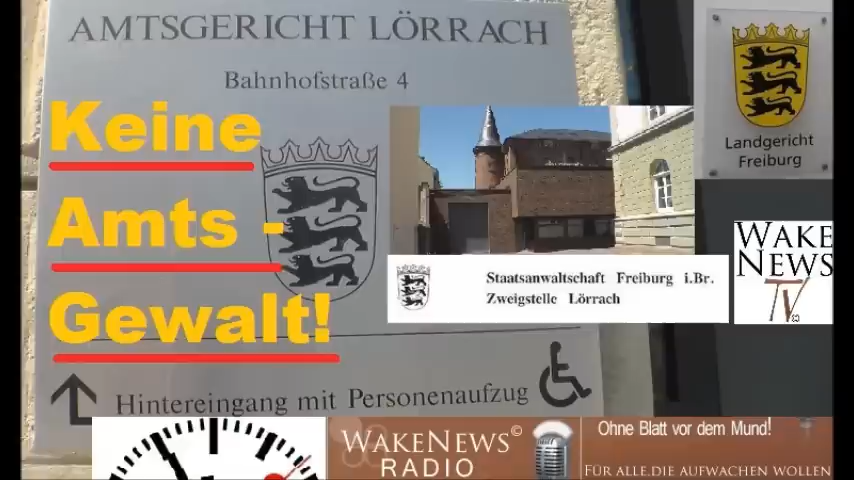 AMTSGERICHT LÖRRACH
Bahnhofstraße 4
Keine
Amts -
Gewalt!
Landgericht
Freiburg
Staatsanwaltschaft Freiburg i.Br.
Zweigstelle Lörrach
WAKE
NEWS
TV
Hintereingang mit Personenaufzug
WAKENEWS©
RADIO
Ohne Blatt vor dem Mund!
FÜR ALLE,DIE AUFWACHEN WOLLEN